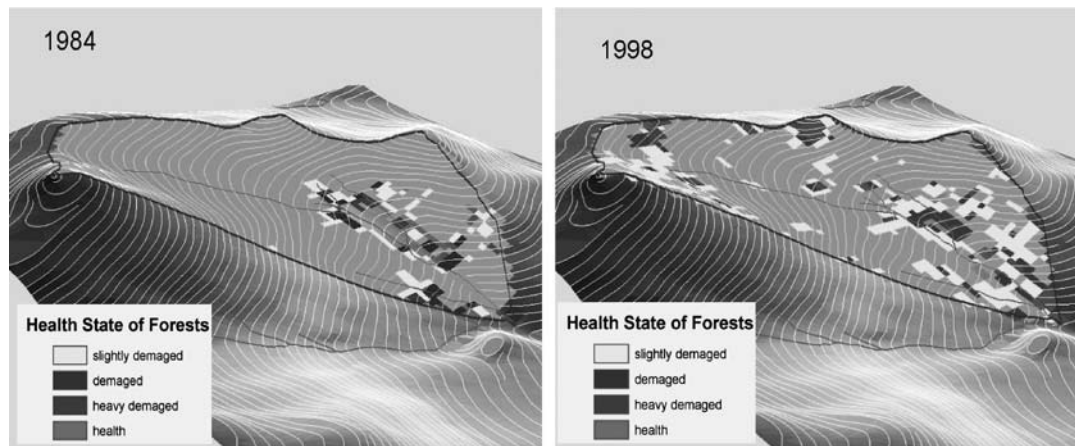 1984
Health State of Forests
slightly demaged
demaged
heavy demaged
health
1998
Health State of Forests
slightly demaged
demaged
heavy demaged
health